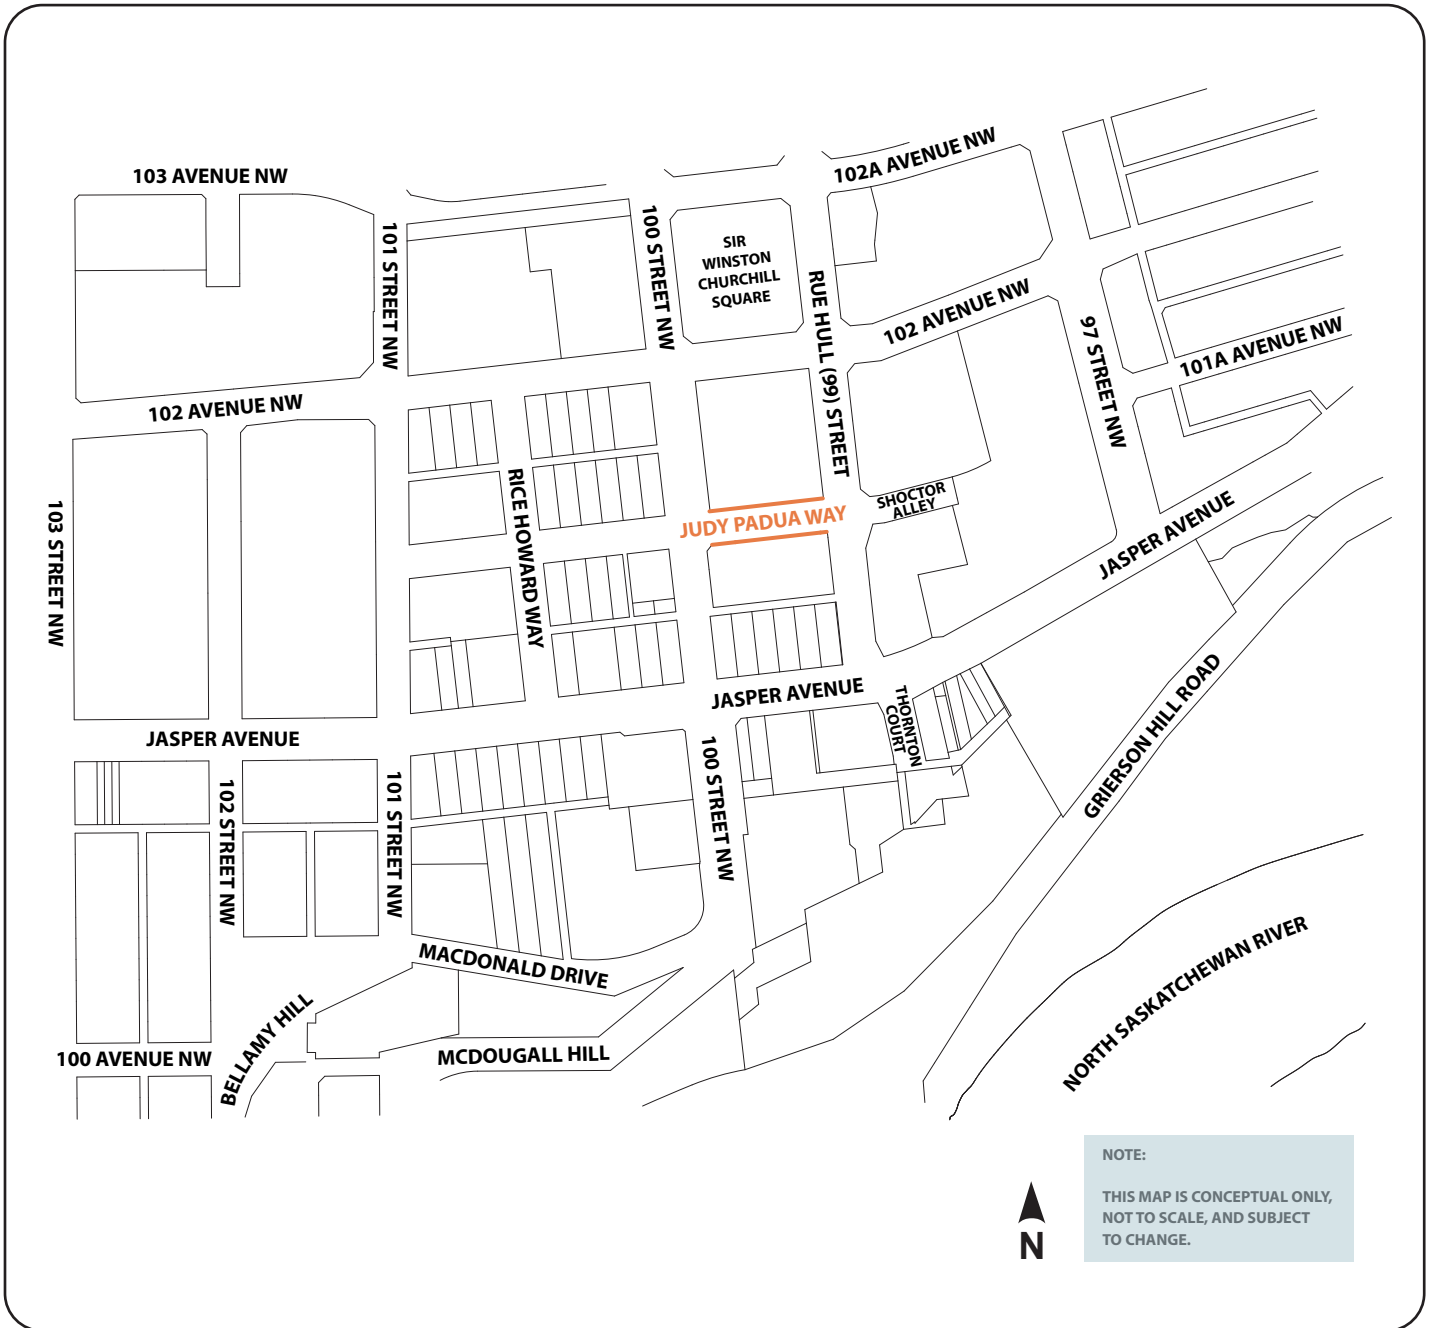 103 AVENUE NW
102A AVENUE NW
101 STREET NW
100 STREET NW
SIR
WINSTON
CHURCHILL
SQUARE
RUE HULL (99) STREET
102 AVENUE NW
97 STREET NW
101A AVENUE NW
102 AVENUE NW
103 STREET NW
RICE HOWARD WAY
JUDY PADUA WAY
SHOCTOR
ALLEY
JASPER AVENUE
JASPER AVENUE
JASPER AVENUE
THORNTON
COURT
GRIERSON HILL ROAD
102 STREET NW
101 STREET NW
100 STREET NW
MACDONALD DRIVE
BELLAMY HILL
MCDOUGALL HILL
100 AVENUE NW
NORTH SASKATCHEWAN RIVER
N
NOTE:
THIS MAP IS CONCEPTUAL ONLY,
NOT TO SCALE, AND SUBJECT
TO CHANGE.